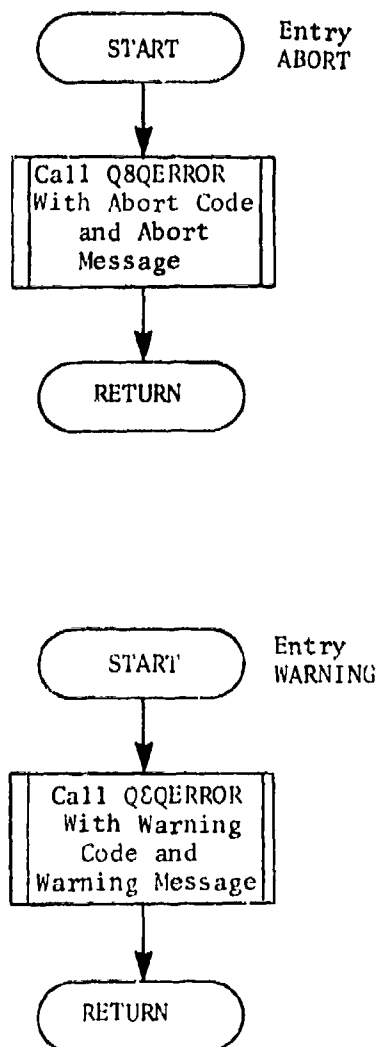 START
Entry
ABORT
Call Q8QERROR
With Abort Code
and Abort
Message
RETURN
START
Entry
WARNING
Call Q8QERROR
With Warning
Code and
Warning Message
RETURN